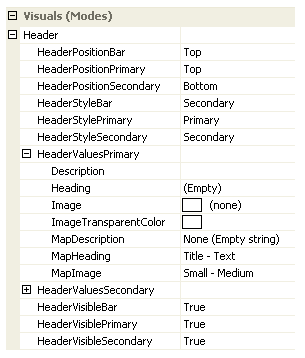 Visuals (Modes)
Header
HeaderPositionBar Top
HeaderPositionPrimary Top
HeaderPositionSecondary Bottom
HeaderStyleBar Secondary
HeaderStylePrimary Primary
HeaderStyleSecondary Secondary
HeaderValuesPrimary
Description
Heading (Empty)
Image (none)
ImageTransparentColor
MapDescription None (Empty string)
MapHeading Title - Text
MapImage Small - Medium
HeaderValuesSecondary
HeaderVisibleBar True
HeaderVisiblePrimary True
HeaderVisibleSecondary True